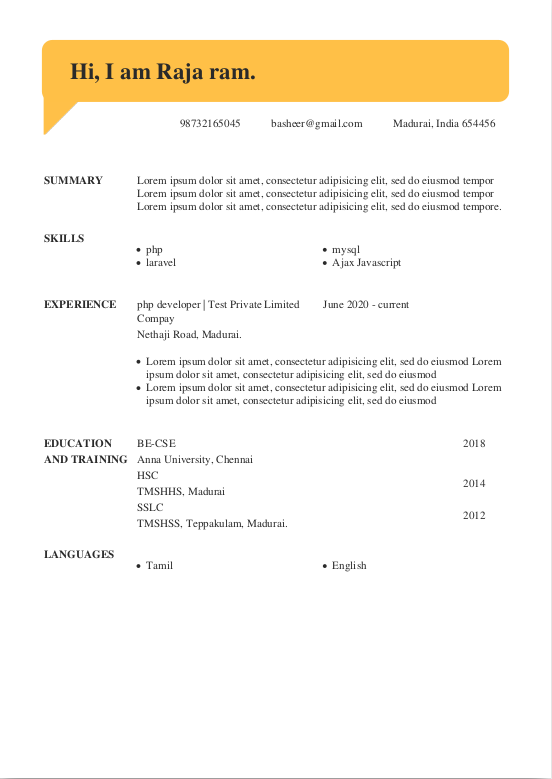 Hi, I am Raja ram.
98732165045 basheer@gmail.com Madurai, India 654456
SUMMARY Lorem ipsum dolor sit amet, consectetur adipisicing elit, sed do eiusmod tempor
Lorem ipsum dolor sit amet, consectetur adipisicing elit, sed do eiusmod tempor
Lorem ipsum dolor sit amet, consectetur adipisicing elit, sed do eiusmod tempore.
SKILLS
• php • mysql
• laravel • Ajax Javascript
EXPERIENCE php developer | Test Private Limited June 2020 - current
Compay
Nethaji Road, Madurai.
• Lorem ipsum dolor sit amet, consectetur adipisicing elit, sed do eiusmod Lorem
ipsum dolor sit amet, consectetur adipisicing elit, sed do eiusmod
• Lorem ipsum dolor sit amet, consectetur adipisicing elit, sed do eiusmod Lorem
ipsum dolor sit amet, consectetur adipisicing elit, sed do eiusmod
EDUCATION BE-CSE 2018
AND TRAINING Anna University, Chennai
HSC
2014
TMSHHS, Madurai
SSLC
2012
TMSHSS, Teppakulam, Madurai.
LANGUAGES
• Tamil • English